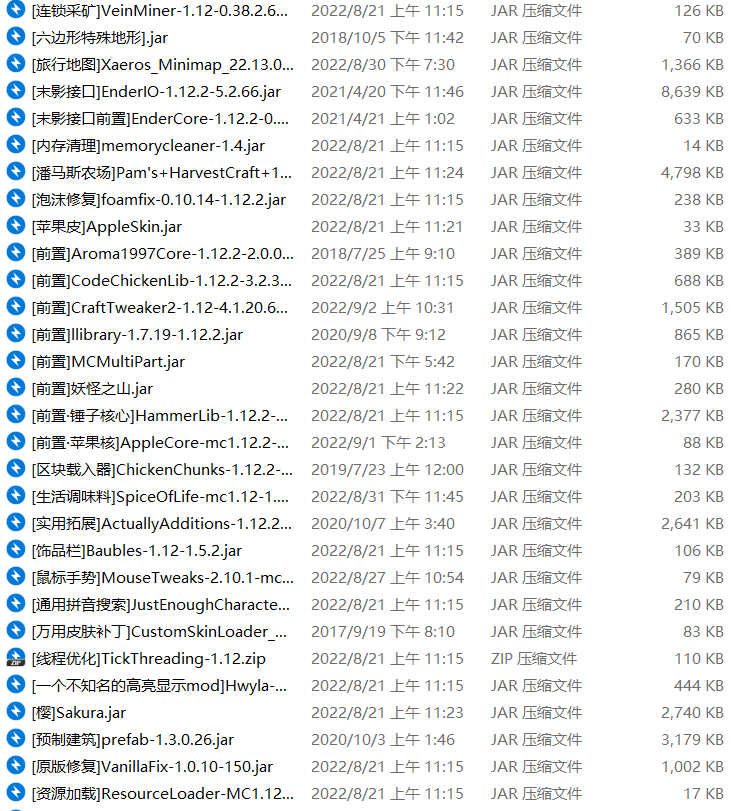 [连锁采矿]VeinMiner-1.12-0.38.2.6... 2022/8/21 上午 11:15 JAR 压缩文件 126 KB
[六边形特殊地形].jar 2018/10/5 下午 11:42 JAR 压缩文件 70 KB
[旅行地图]Xaeros_Minimap_22.13.0... 2022/8/30 下午 7:30 JAR 压缩文件 1,366 KB
[末影接口]EnderIO-1.12.2-5.2.66.jar 2021/4/20 下午 11:46 JAR 压缩文件 8,639 KB
[末影接口前置]EnderCore-1.12.2-0.... 2021/4/21 上午 1:02 JAR 压缩文件 633 KB
[内存清理]memorycleaner-1.4.jar 2022/8/21 上午 11:15 JAR 压缩文件 14 KB
[潘马斯农场]Pam's+HarvestCraft+1... 2022/8/21 上午 11:24 JAR 压缩文件 4,798 KB
[泡沫修复]foamfix-0.10.14-1.12.2.jar 2022/8/21 上午 11:15 JAR 压缩文件 238 KB
[苹果皮]AppleSkin.jar 2022/8/21 上午 11:21 JAR 压缩文件 33 KB
[前置]Aroma1997Core-1.12.2-2.0.0... 2018/7/25 上午 9:10 JAR 压缩文件 389 KB
[前置]CodeChickenLib-1.12.2-3.2.3... 2022/8/21 上午 11:15 JAR 压缩文件 688 KB
[前置]CraftTweaker2-1.12-4.1.20.6... 2022/9/2 上午 10:31 JAR 压缩文件 1,505 KB
[前置]llibrary-1.7.19-1.12.2.jar 2020/9/8 下午 9:12 JAR 压缩文件 865 KB
[前置]MCMultiPart.jar 2022/8/21 下午 5:42 JAR 压缩文件 170 KB
[前置]妖怪之山.jar 2022/8/21 上午 11:22 JAR 压缩文件 280 KB
[前置·锤子核心]HammerLib-1.12.2-... 2022/8/21 上午 11:15 JAR 压缩文件 2,377 KB
[前置·苹果核]AppleCore-mc1.12.2-... 2022/9/1 下午 2:13 JAR 压缩文件 88 KB
[区块载入器]ChickenChunks-1.12.2-... 2019/7/23 上午 12:00 JAR 压缩文件 132 KB
[生活调味料]SpiceOfLife-mc1.12-1.... 2022/8/31 下午 11:45 JAR 压缩文件 203 KB
[实用拓展]ActuallyAdditions-1.12.2... 2020/10/7 上午 3:40 JAR 压缩文件 2,641 KB
[饰品栏]Baubles-1.12-1.5.2.jar 2022/8/21 上午 11:15 JAR 压缩文件 106 KB
[鼠标手势]MouseTweaks-2.10.1-mc... 2022/8/27 上午 10:54 JAR 压缩文件 79 KB
[通用拼音搜索]JustEnoughCharacte... 2022/8/21 上午 11:15 JAR 压缩文件 210 KB
[万用皮肤补丁]CustomSkinLoader_... 2017/9/19 下午 8:10 JAR 压缩文件 83 KB
[线程优化]TickThreading-1.12.zip 2022/8/21 上午 11:15 ZIP 压缩文件 110 KB
[一个不知名的高亮显示mod]Hwyla-... 2022/8/21 上午 11:15 JAR 压缩文件 444 KB
[樱]Sakura.jar 2022/8/21 上午 11:23 JAR 压缩文件 2,740 KB
[预制建筑]prefab-1.3.0.26.jar 2020/10/3 上午 1:46 JAR 压缩文件 3,179 KB
[原版修复]VanillaFix-1.0.10-150.jar 2022/8/21 上午 11:15 JAR 压缩文件 1,002 KB
[资源加载]ResourceLoader-MC1.12... 2022/8/21 上午 11:15 JAR 压缩文件 17 KB